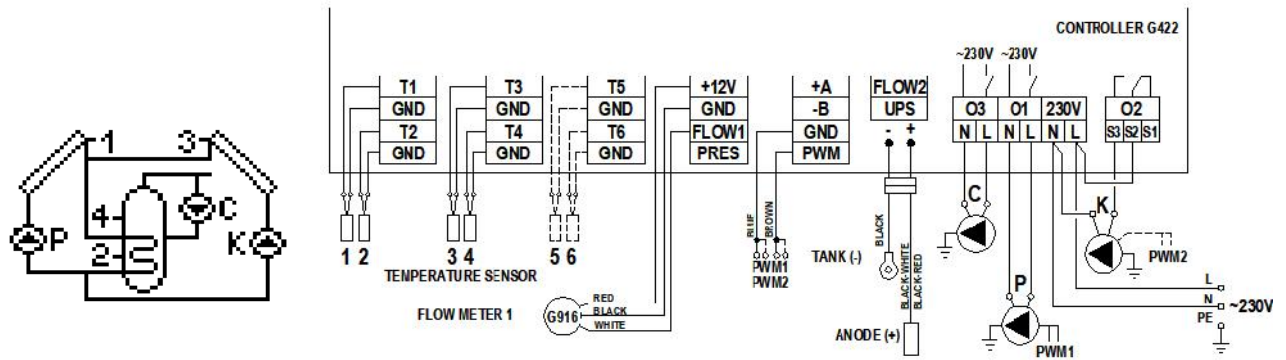 CONTROLLER G422
~230V ~230V
T1 T3 T5 +12V +A FLOW2
GND GND GND GND -B UPS O3 O1 230V O2
T2 T4 T6 FLOW1 GND - + N L N L N L S3 S2 S1
GND GND GND PRES PWM
1 3
4 C
P K
2
BLUE BROWN
C
K
BLACK
1 2 3 4 5 6
PWM1
PWM2
TANK (-)
BLACK-WHITE
BLACK-RED
PWM2
TEMPERATURE SENSOR
P
L
RED
FLOW METER 1 G916 BLACK
WHITE
N ~230V
PE
ANODE (+)
PWM1